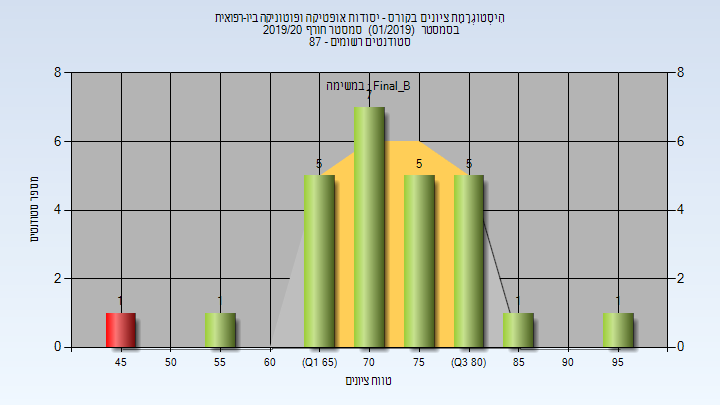 היסטוגְרַמַת ציונים בקורס - יסודות אופטיקה ופוטוניקה ביו-רפואית
בסמסטר (01/2019) סמסטר חורף 2019/20
סטודנטים רשומים - 87
במשימה : Final_B
מספר סטודנטים
8
6
4
2
0
8
6
4
2
0
1
1
5
7
5
5
1
1
45 50 55 60 (Q1 65) 70 75 (Q3 80) 85 90 95
טווח ציונים